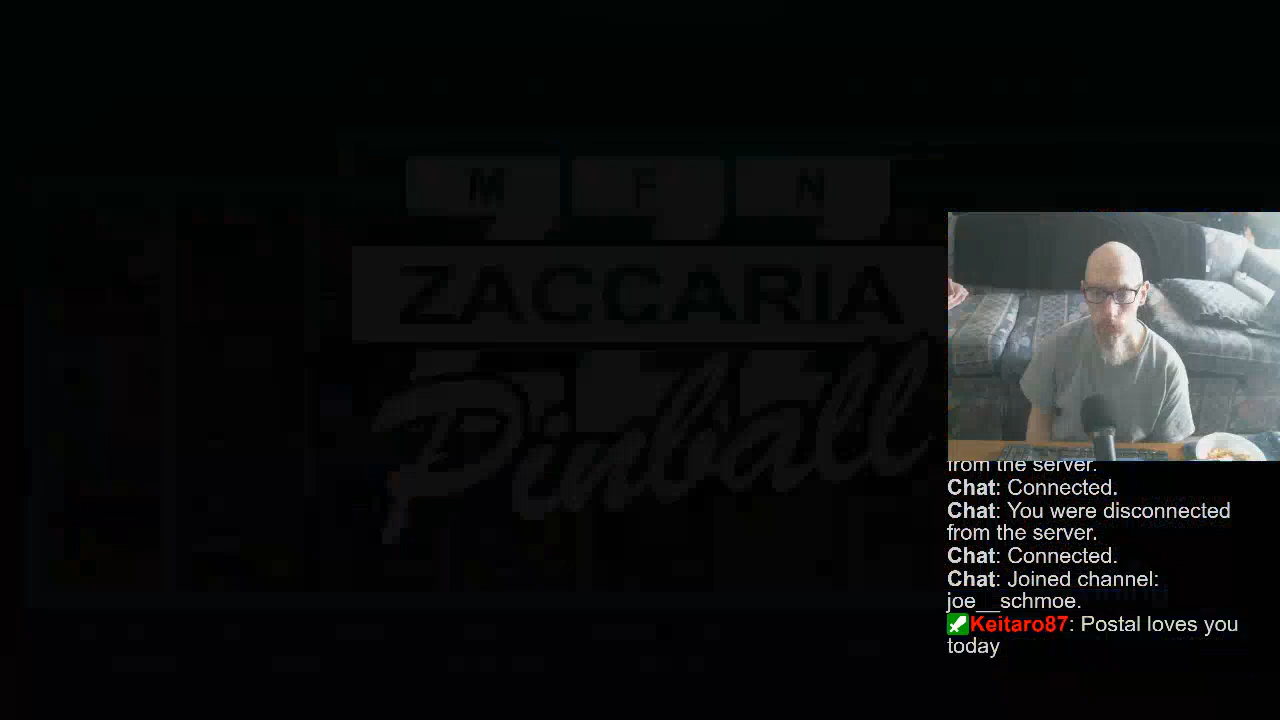 M F N
ZACCARIA
Pinball
from the server.
Chat: Connected.
Chat: You were disconnected
from the server.
Chat: Connected.
Chat: Joined channel:
joe__schmoe.
Keitaro87: Postal loves you
today